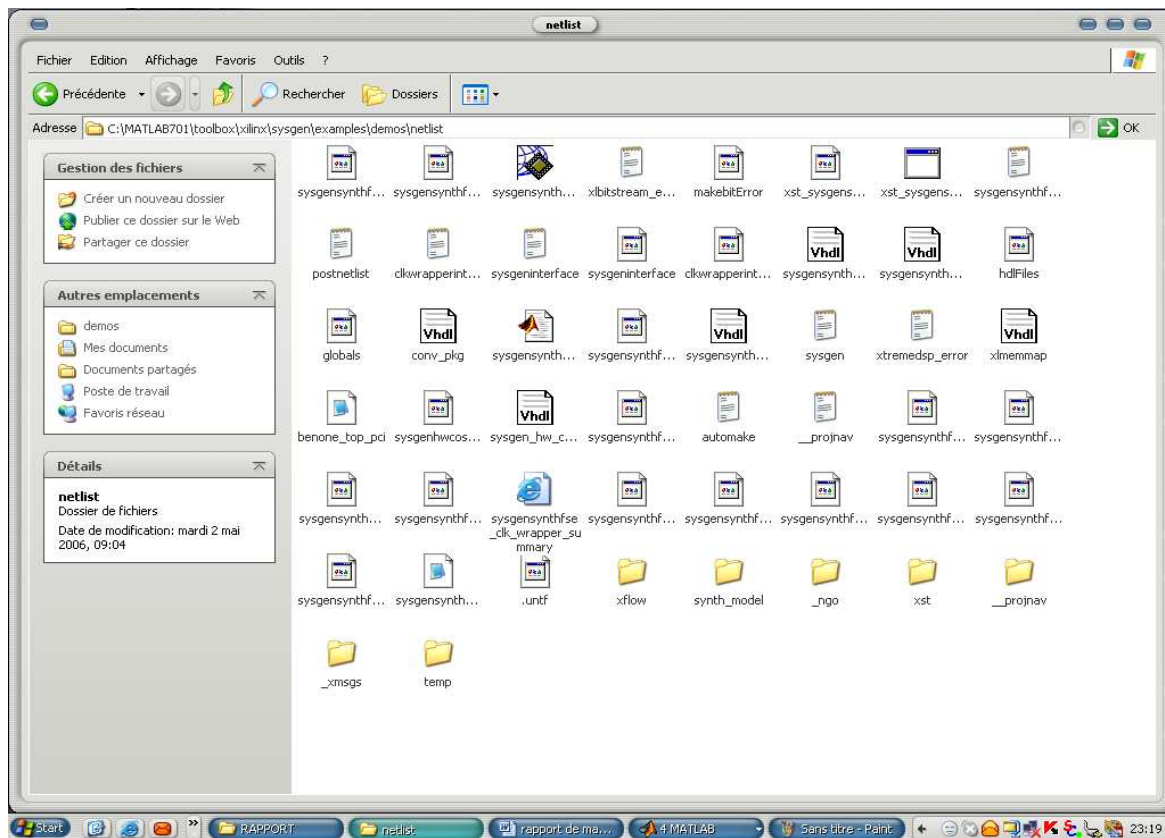 netlist
Fichier Edition Affichage Favoris Outils ?
Précédente Rechercher Dossiers
Adresse C:\MATLAB701\toolbox\xilinx\sysgen\examples\demos\netlist OK
Gestion des fichiers
Créer un nouveau dossier
Publier ce dossier sur le Web
Partager ce dossier
Autres emplacements
demos
Mes documents
Documents partagés
Poste de travail
Favoris réseau
Détails
netlist
Dossier de fichiers
Date de modification: mardi 2 mai
2006, 09:04
sysgensynthf... sysgensynthf... sysgensynth... xlbitstream_e... makebitError xst_sysgens... xst_sysgens... sysgensynthf...
Vhdl Vhdl
postnetlist clkwrapperint... sysgeninterface sysgeninterface clkwrapperint... sysgensynth... sysgensynth... hdlFiles
Vhdl Vhdl Vhdl
globals conv_pkg sysgensynth... sysgensynthf... sysgensynth... sysgen xtremedsp_error xlmemmap
Vhdl
benone_top_pci sysgenhwcos... sysgen_hw_c... sysgensynthf... automake __projnav sysgensynthf... sysgensynthf...
sysgensynth... sysgensynthf... sysgensynthfse sysgensynthf... sysgensynthf... sysgensynthf... sysgensynthf... sysgensynthf...
_clk_wrapper_su
mmary
sysgensynthf... sysgensynth... .untf xflow synth_model _ngo xst __projnav
_xmsgs temp
Start RAPPORT netlist rapport de ma... 4 MATLAB Sans titre - Paint 23:19